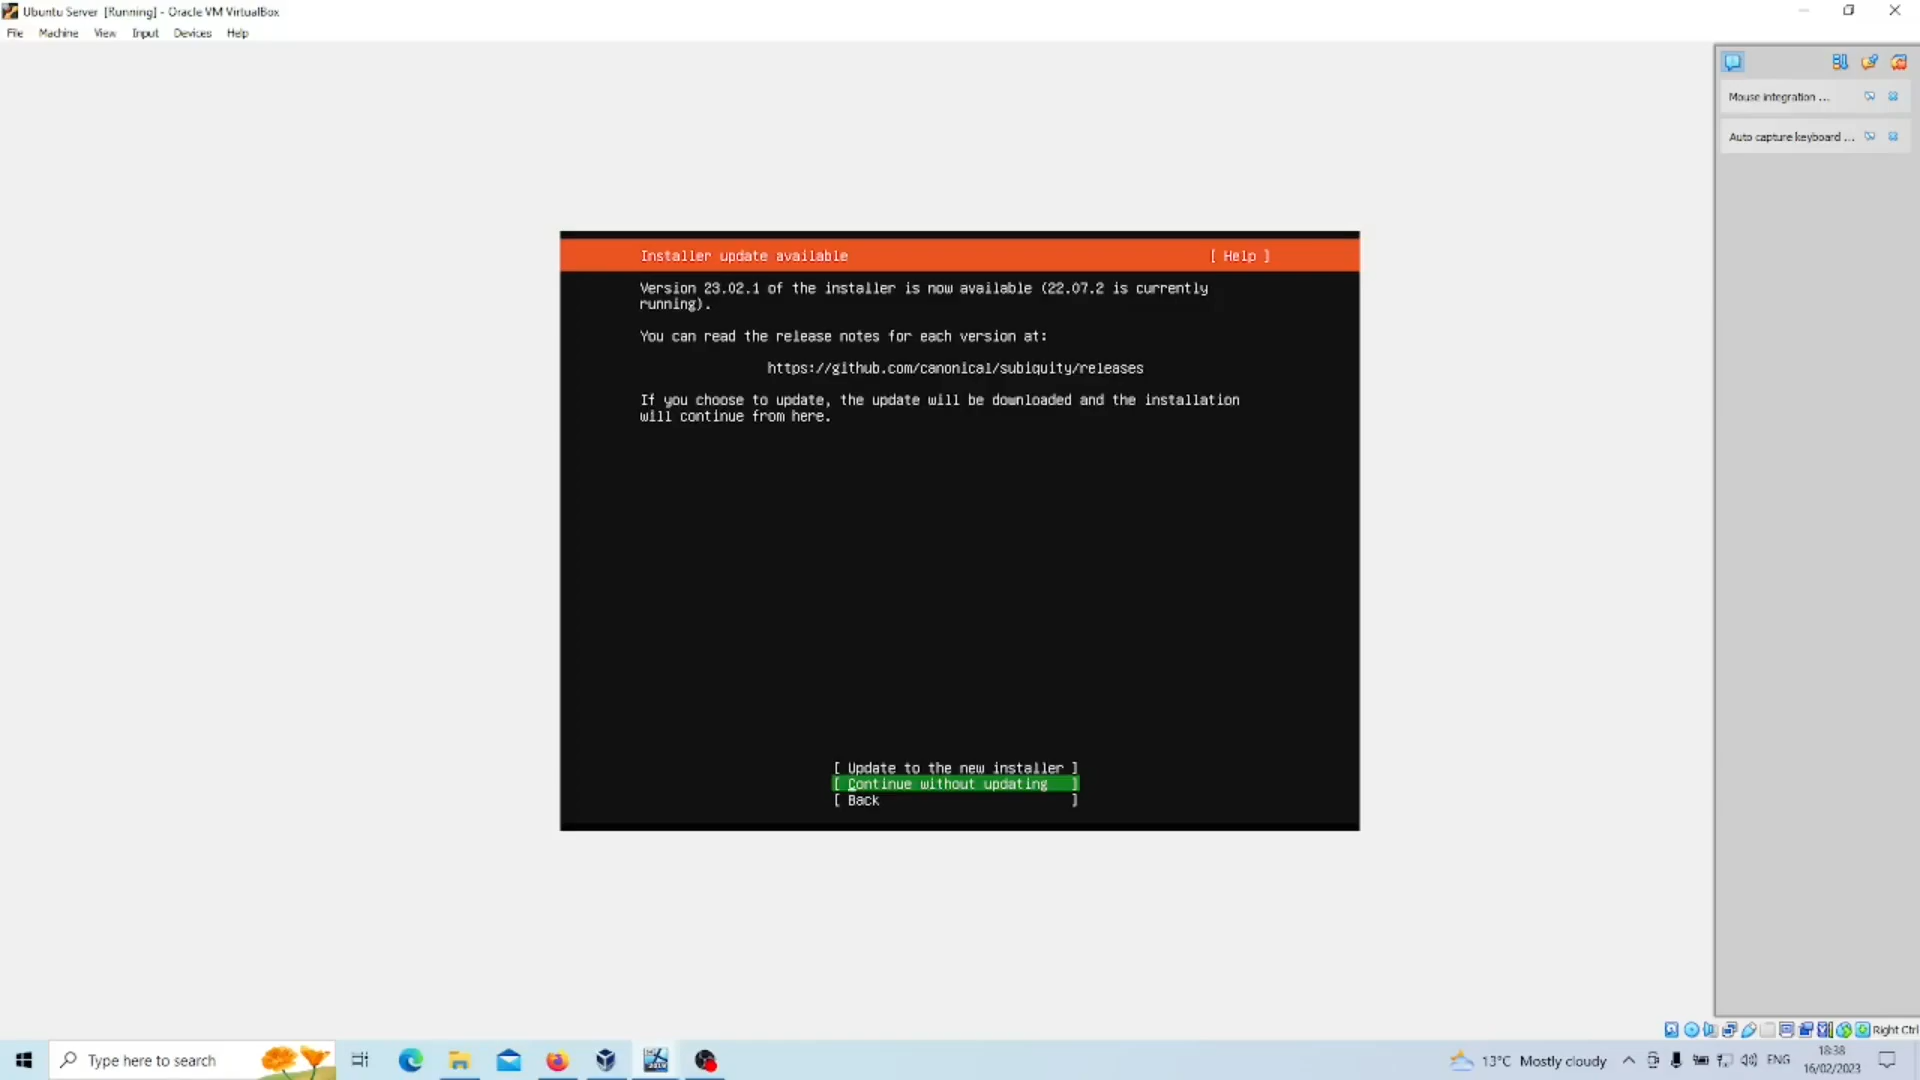 Ubuntu Server [Running] - Oracle VM VirtualBox
File Machine View Input Devices Help
Mouse integration ...
Auto capture keyboard ...
Installer update available [ Help ]
Version 23.02.1 of the installer is now available (22.07.2 is currently
running).
You can read the release notes for each version at:
https://github.com/canonical/subiquity/releases
If you choose to update, the update will be downloaded and the installation
will continue from here.
[ Update to the new installer ]
[ Continue without updating ]
[ Back ]
Right Ctrl
Type here to search
13°C Mostly cloudy
ENG
18:38
16/02/2023